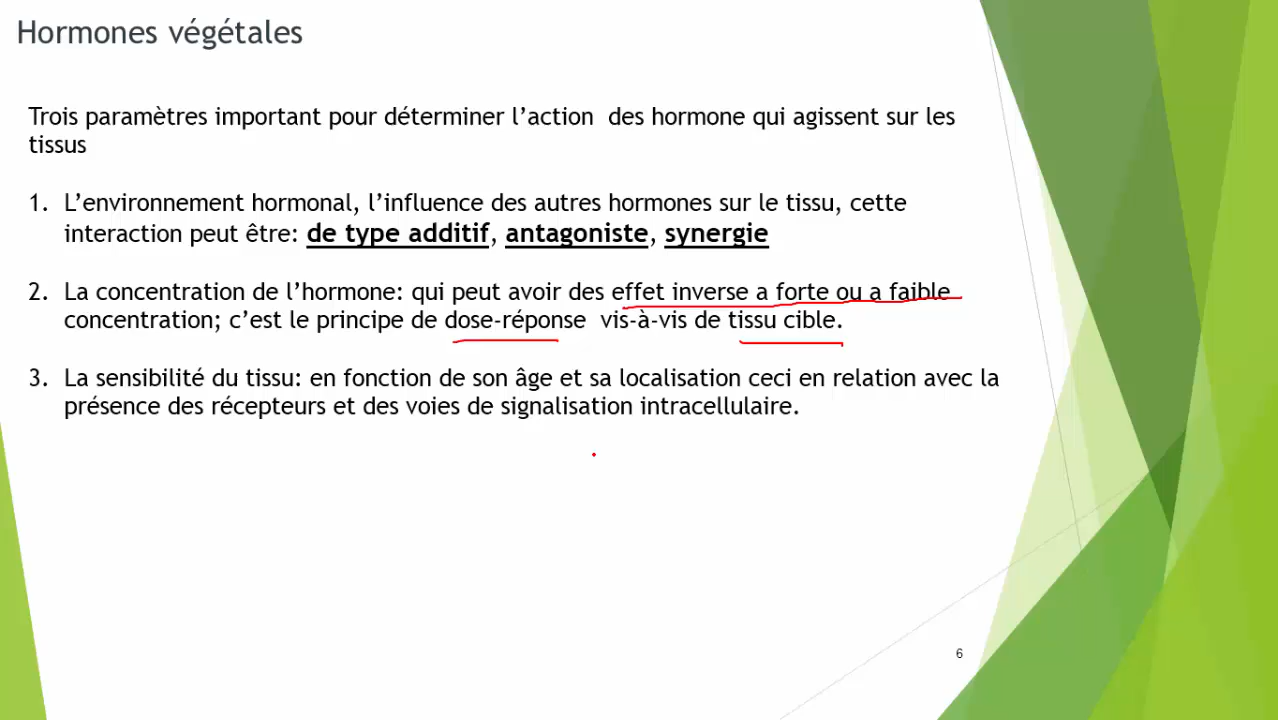 Hormones végétales
Trois paramètres important pour déterminer l’action des hormone qui agissent sur les
tissus
1. L’environnement hormonal, l’influence des autres hormones sur le tissu, cette
interaction peut être: de type additif, antagoniste, synergie
2. La concentration de l’hormone: qui peut avoir des effet inverse a forte ou a faible
concentration; c’est le principe de dose-réponse vis-à-vis de tissu cible.
3. La sensibilité du tissu: en fonction de son âge et sa localisation ceci en relation avec la
présence des récepteurs et des voies de signalisation intracellulaire.
6